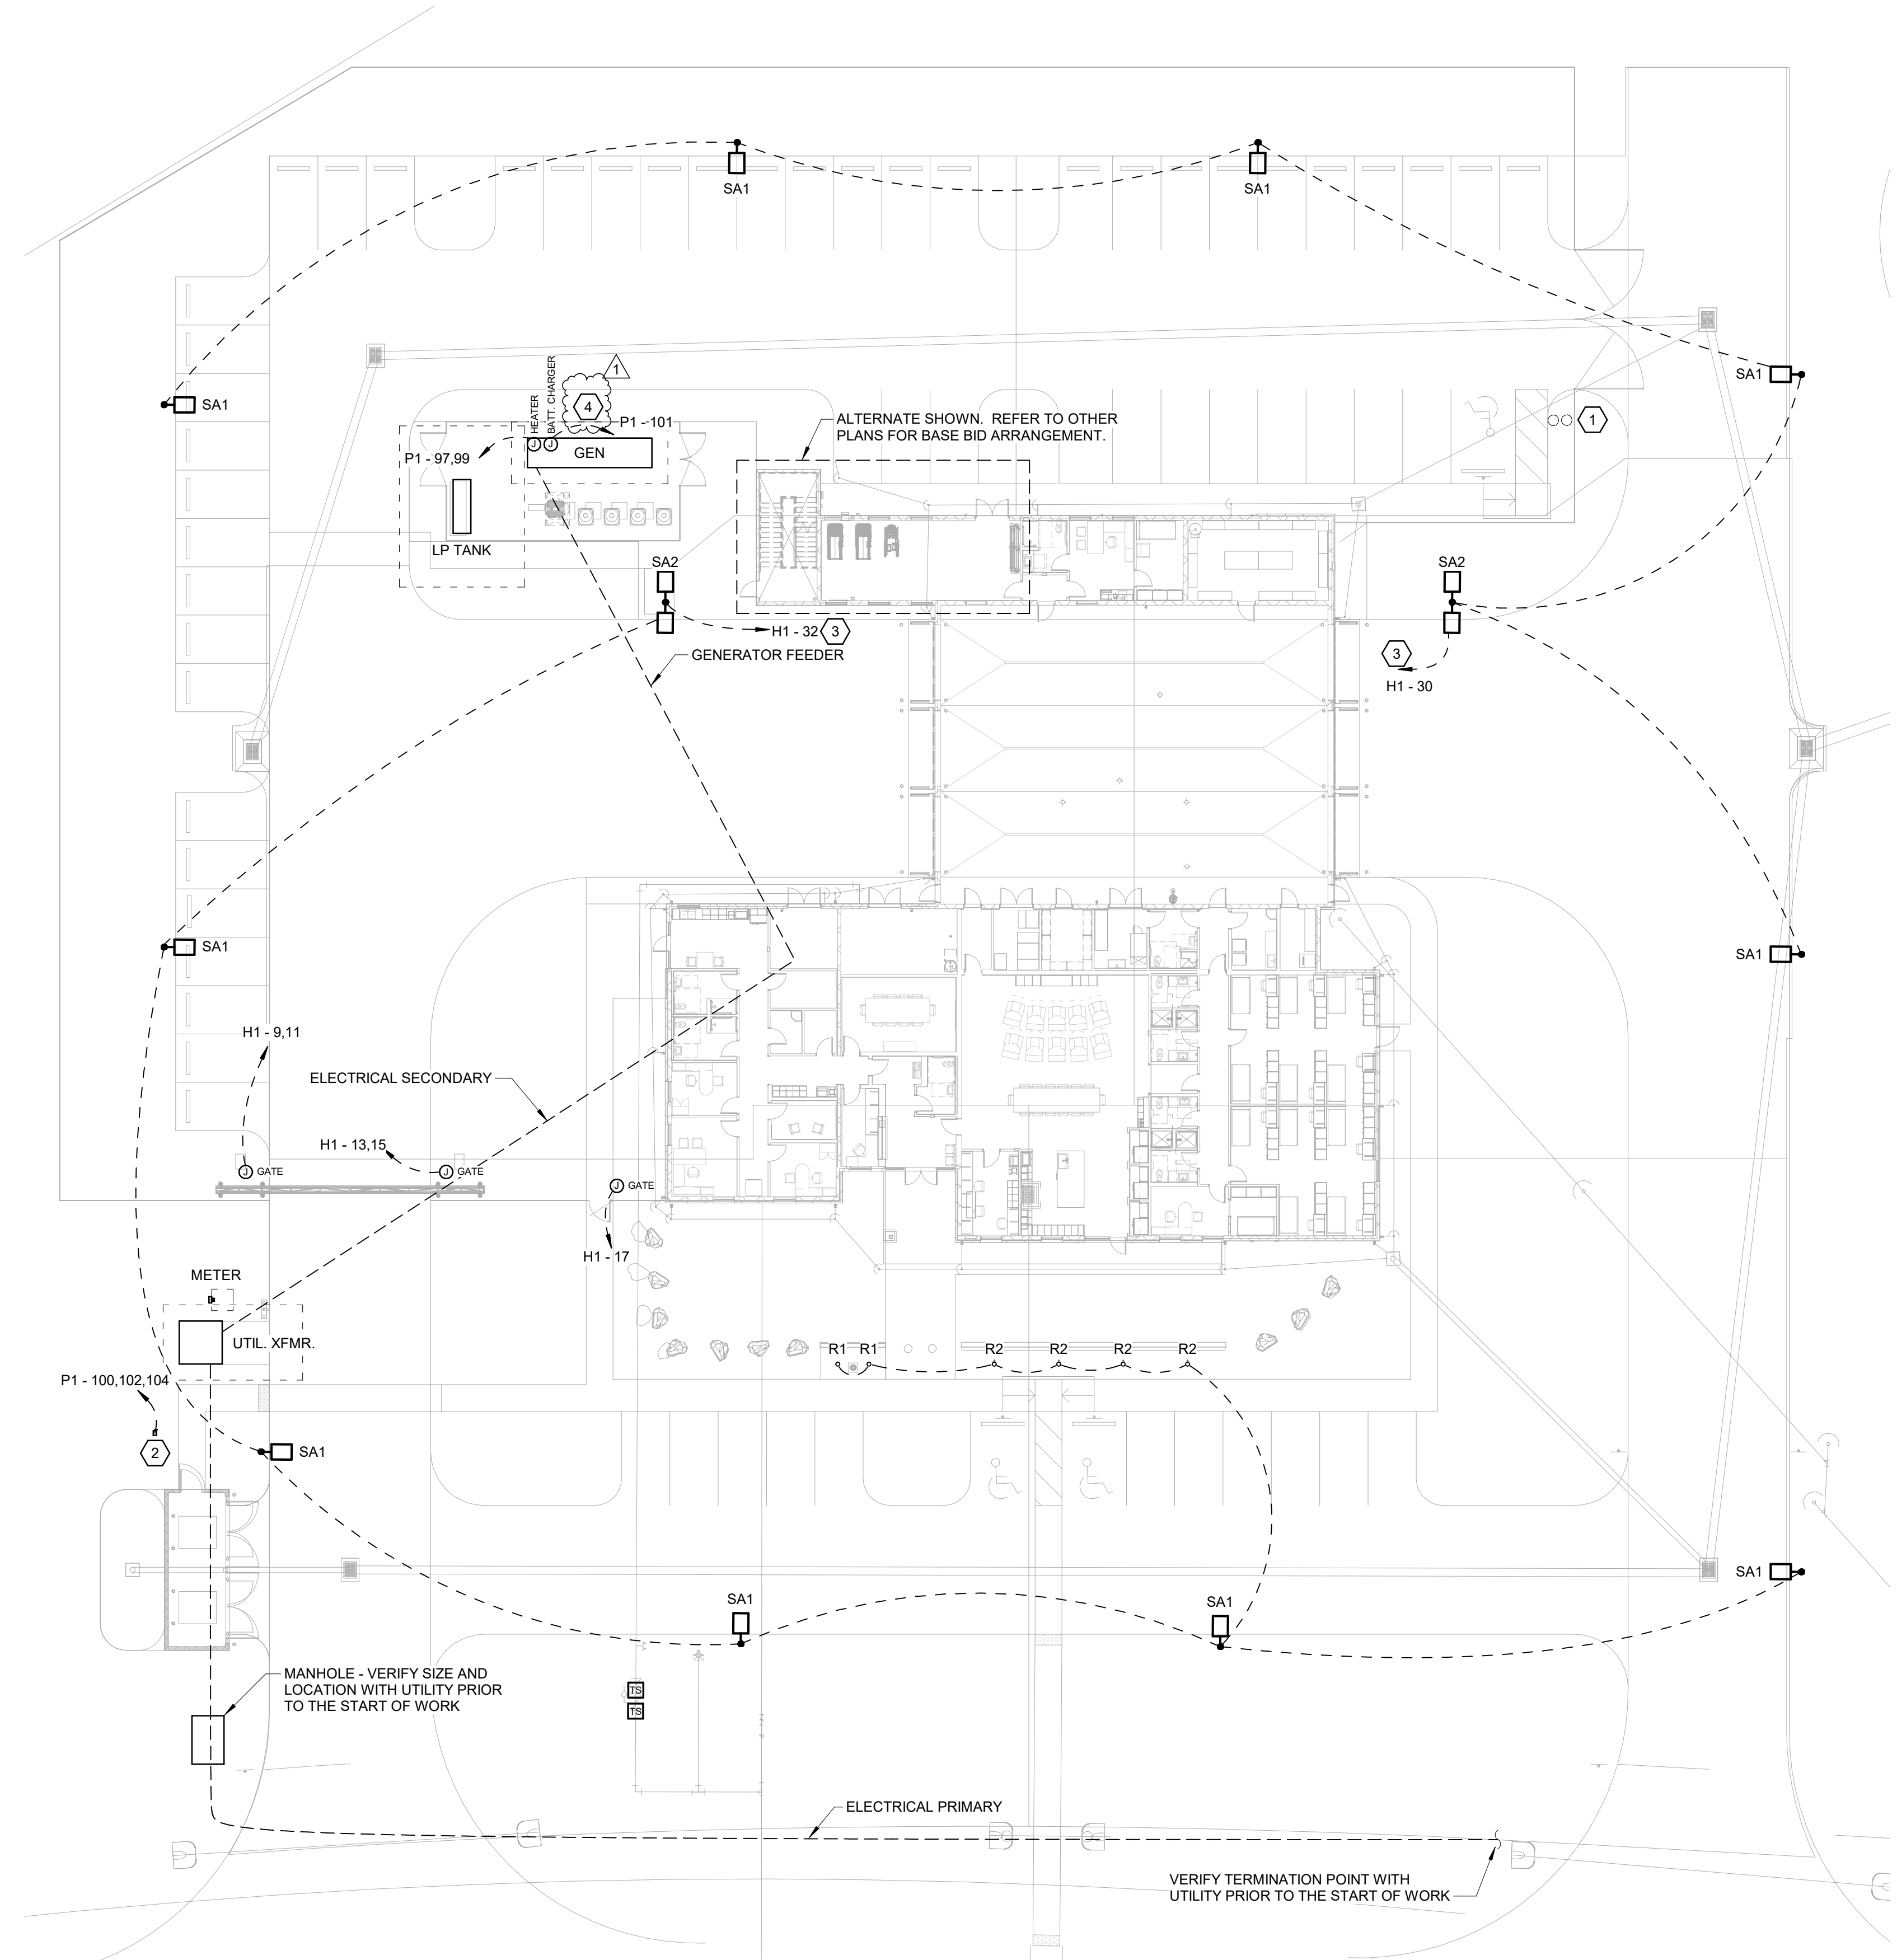 SA1
SA1
SA1
SA1
HEATER
BATT. CHARGER
1
4
P1 - 101
P1 - 97,99
GEN
J
J
LP TANK
ALTERNATE SHOWN.  REFER TO OTHER
PLANS FOR BASE BID ARRANGEMENT.
1
SA2
SA2
H1 - 32
3
GENERATOR FEEDER
3
H1 - 30
SA1
SA1
H1 - 9,11
ELECTRICAL SECONDARY
H1 - 13,15
J
GATE
J
GATE
J
GATE
H1 - 17
METER
UTIL. XFMR.
R1
R1
R2
R2
R2
R2
P1 - 100,102,104
2
SA1
SA1
SA1
SA1
MANHOLE - VERIFY SIZE AND
LOCATION WITH UTILITY PRIOR
TO THE START OF WORK
TS
TS
ELECTRICAL PRIMARY
VERIFY TERMINATION POINT WITH
UTILITY PRIOR TO THE START OF WORK